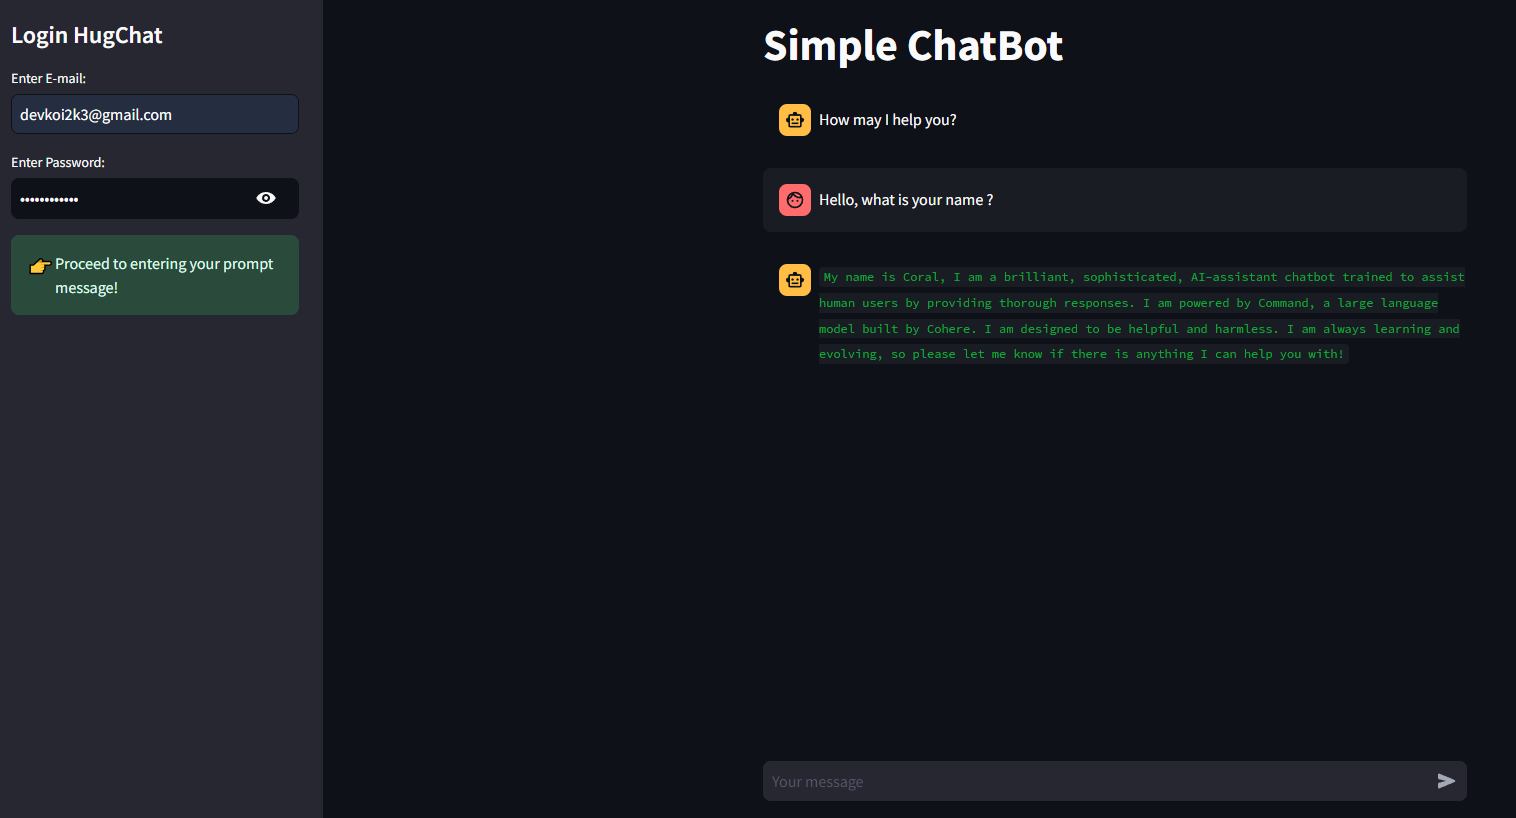 Login HugChat
Enter E-mail:
devkoi2k3@gmail.com
Enter Password:
••••••••••••
👉 Proceed to entering your prompt
message!
Simple ChatBot
How may I help you?
Hello, what is your name ?
My name is Coral, I am a brilliant, sophisticated, AI-assistant chatbot trained to assist
human users by providing thorough responses. I am powered by Command, a large language
model built by Cohere. I am designed to be helpful and harmless. I am always learning and
evolving, so please let me know if there is anything I can help you with!
Your message